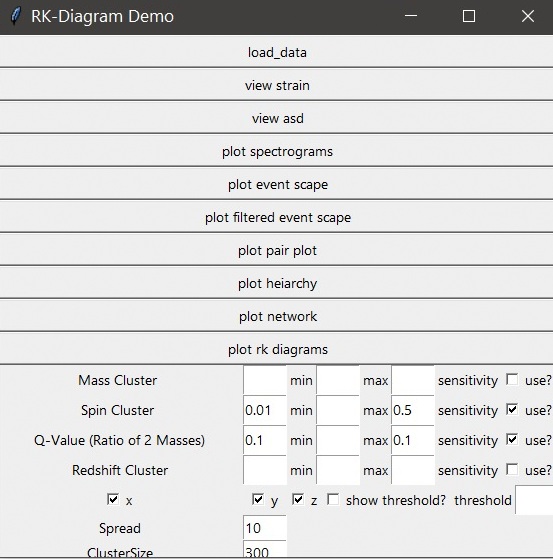 RK-Diagram Demo
load_data
view strain
view asd
plot spectrograms
plot event scape
plot filtered event scape
plot pair plot
plot heiarchy
plot network
plot rk diagrams
Mass Cluster min max sensitivity use?
Spin Cluster 0.01 min max 0.5 sensitivity use?
Q-Value (Ratio of 2 Masses) 0.1 min max 0.1 sensitivity use?
Redshift Cluster min max sensitivity use?
x y z show threshold? threshold
Spread 10
ClusterSize 300